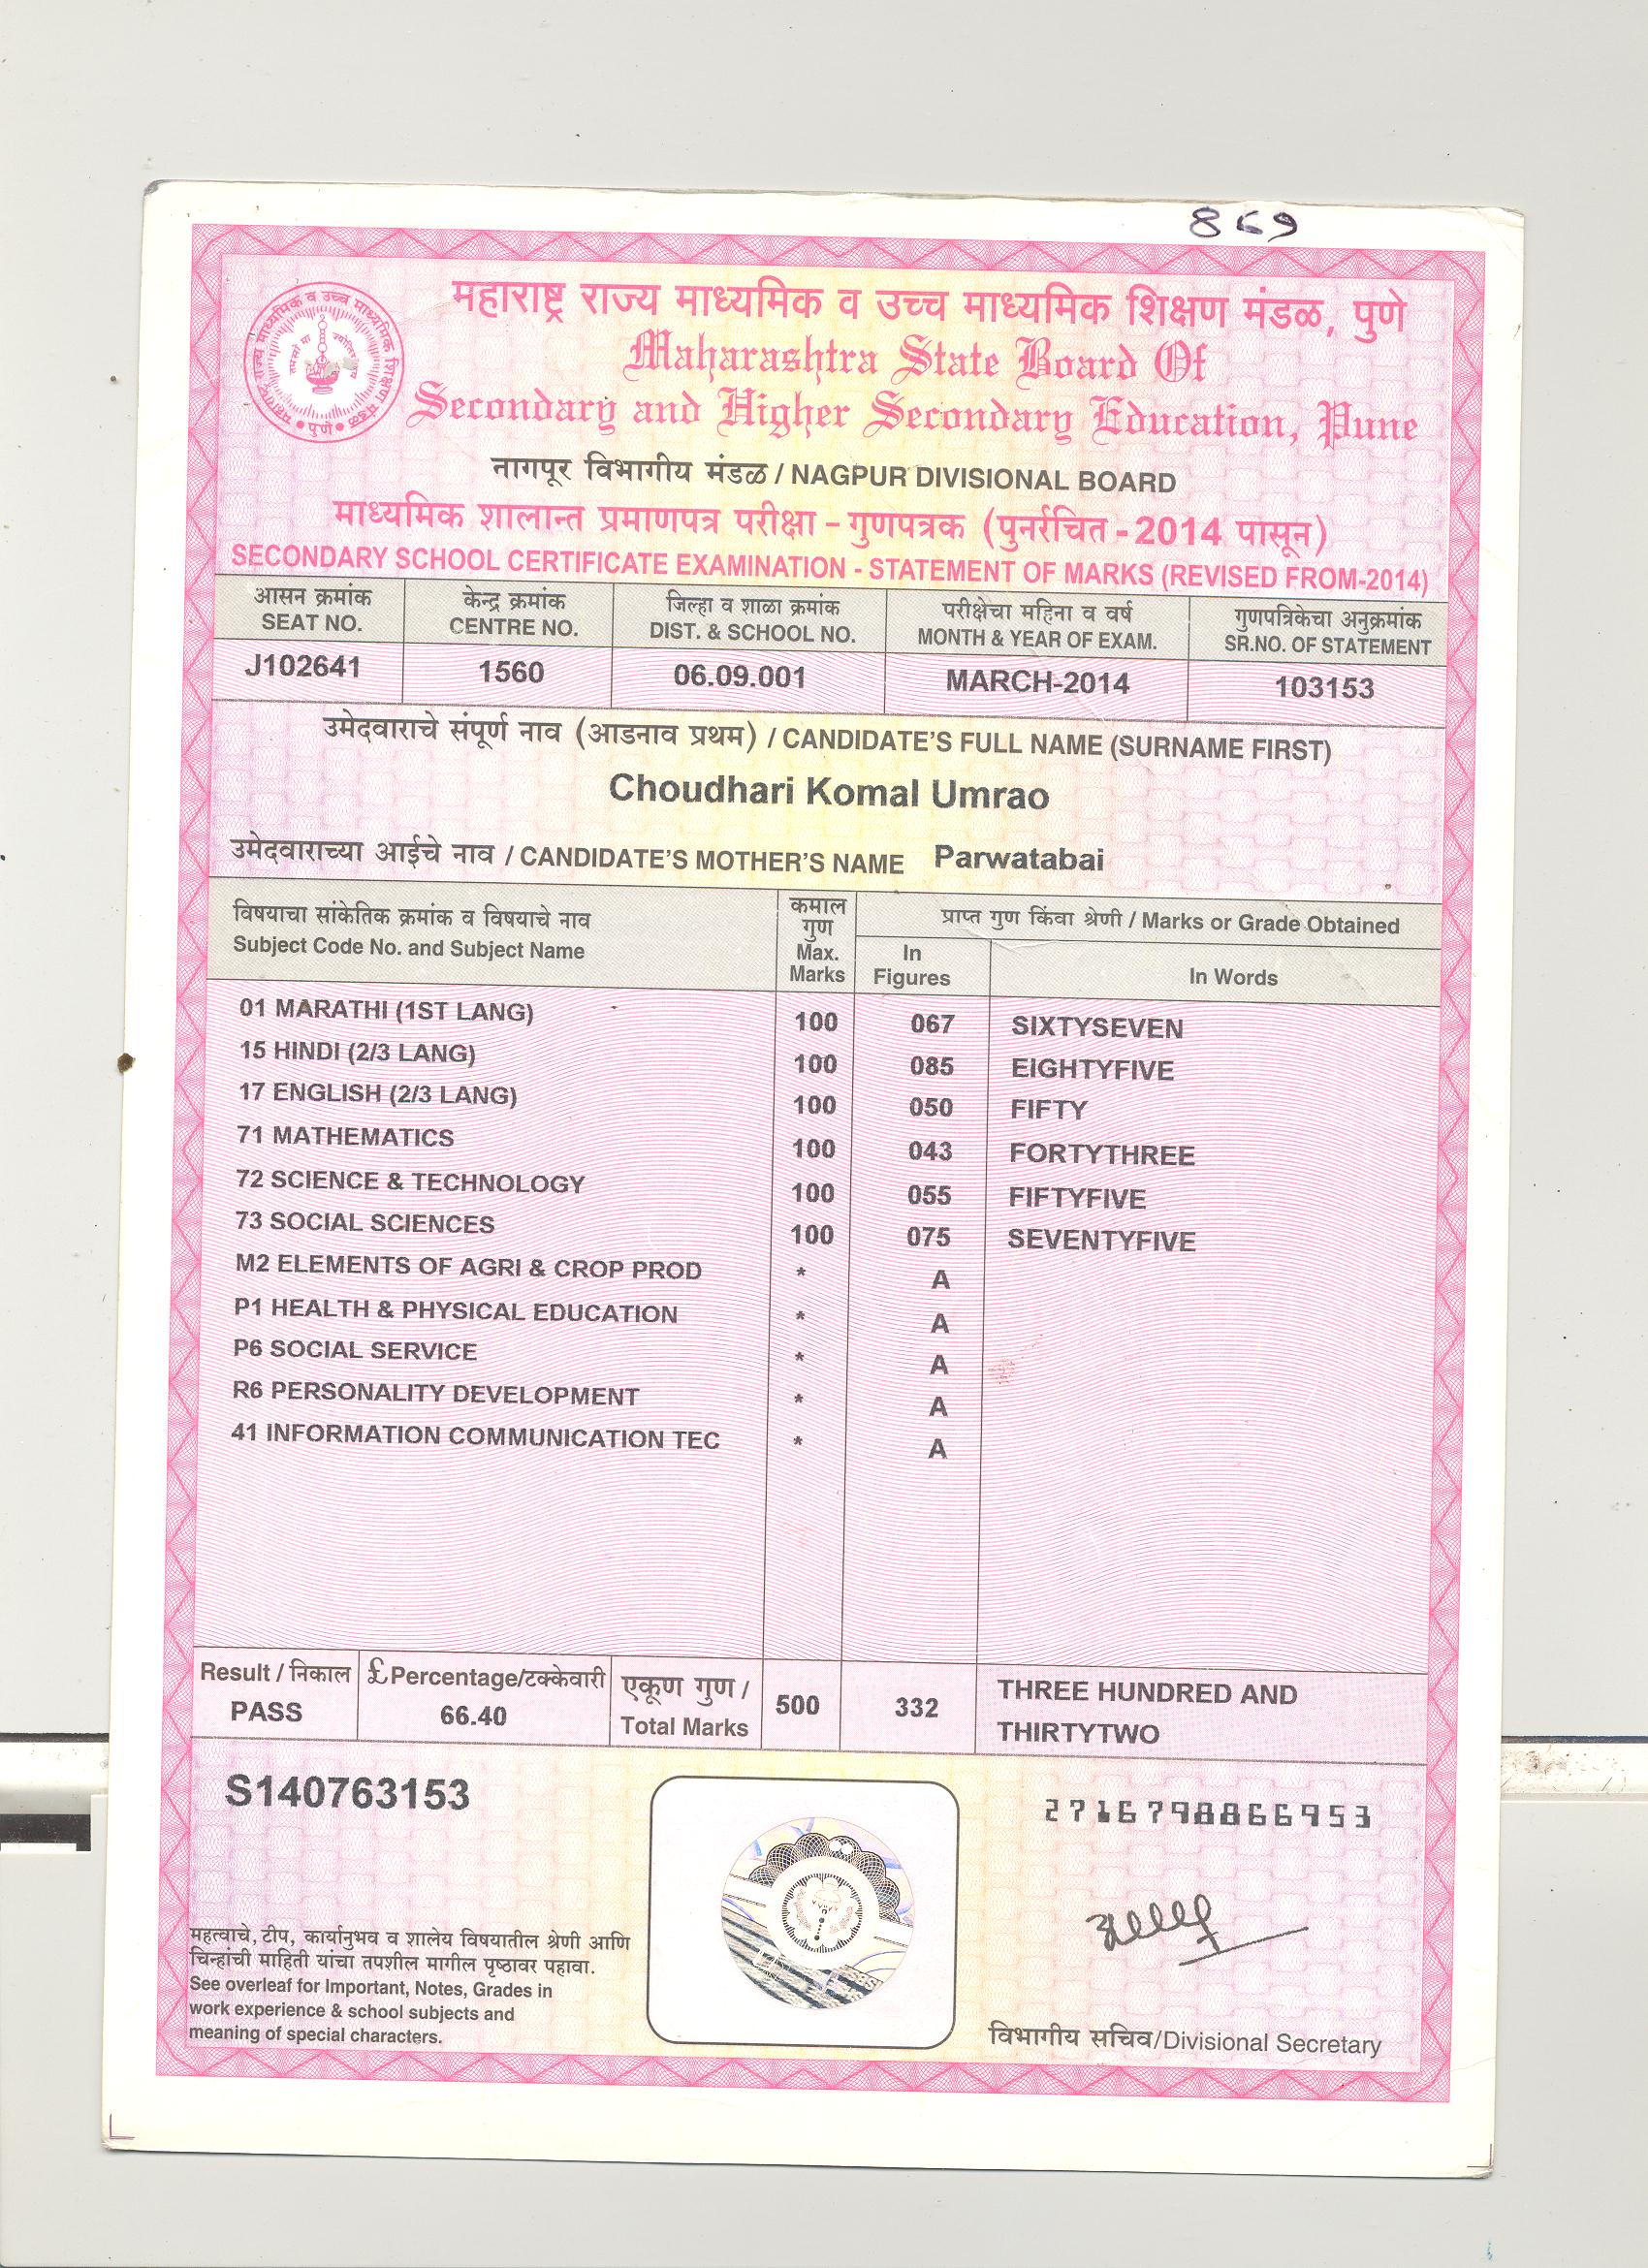 869
महाराष्ट्र राज्य माध्यमिक व उच्च माध्यमिक शिक्षण मंडळ, पुणे
Maharashtra State Board Of
Secondary and Higher Secondary Education, Pune
नागपूर विभागीय मंडळ / NAGPUR DIVISIONAL BOARD
माध्यमिक शालान्त प्रमाणपत्र परीक्षा - गुणपत्रक (पुनर्रचित - 2014 पासून)
SECONDARY SCHOOL CERTIFICATE EXAMINATION - STATEMENT OF MARKS (REVISED FROM-2014)
आसन क्रमांक केन्द्र क्रमांक जिल्हा व शाळा क्रमांक परीक्षेचा महिना व वर्ष गुणपत्रिकेचा अनुक्रमांक
SEAT NO. CENTRE NO. DIST. & SCHOOL NO. MONTH & YEAR OF EXAM. SR.NO. OF STATEMENT
J102641 1560 06.09.001 MARCH-2014 103153
उमेदवाराचे संपूर्ण नाव (आडनाव प्रथम) / CANDIDATE'S FULL NAME (SURNAME FIRST)
Choudhari Komal Umrao
उमेदवाराच्या आईचे नाव / CANDIDATE'S MOTHER'S NAME Parwatabai
विषयाचा सांकेतिक क्रमांक व विषयाचे नाव
Subject Code No. and Subject Name
कमाल
गुण
Max.
Marks
प्राप्त गुण किंवा श्रेणी / Marks or Grade Obtained
In
Figures
In Words
01 MARATHI (1ST LANG) 100 067 SIXTYSEVEN
15 HINDI (2/3 LANG) 100 085 EIGHTYFIVE
17 ENGLISH (2/3 LANG) 100 050 FIFTY
71 MATHEMATICS 100 043 FORTYTHREE
72 SCIENCE & TECHNOLOGY 100 055 FIFTYFIVE
73 SOCIAL SCIENCES 100 075 SEVENTYFIVE
M2 ELEMENTS OF AGRI & CROP PROD * A
P1 HEALTH & PHYSICAL EDUCATION * A
P6 SOCIAL SERVICE * A
R6 PERSONALITY DEVELOPMENT * A
41 INFORMATION COMMUNICATION TEC * A
Result / निकाल £Percentage/टक्केवारी एकूण गुण /
PASS 66.40 Total Marks 500 332 THREE HUNDRED AND
THIRTYTWO
S140763153
2716798866953
महत्वाचे, टीप, कार्यानुभव व शालेय विषयातील श्रेणी आणि
चिन्हांची माहिती यांचा तपशील मागील पृष्ठावर पहावा.
See overleaf for Important, Notes, Grades in
work experience & school subjects and
meaning of special characters.
विभागीय सचिव/Divisional Secretary